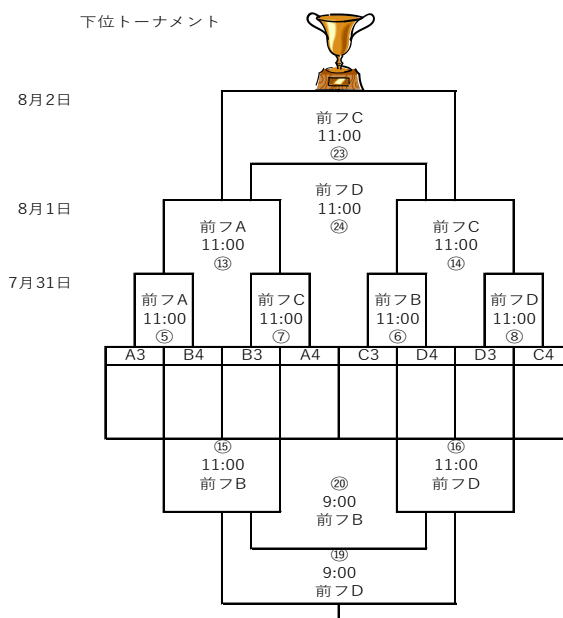 下位トーナメント
8月2日
前フC
11:00
㉓
8月1日
前フD
11:00
㉔
前フA
11:00
⑬
前フC
11:00
⑭
7月31日
前フA
11:00
⑤
前フC
11:00
⑦
前フB
11:00
⑥
前フD
11:00
⑧
A3 B4 B3 A4 C3 D4 D3 C4
⑮
11:00
前フB
⑯
11:00
前フD
⑳
9:00
前フB
⑲
9:00
前フD